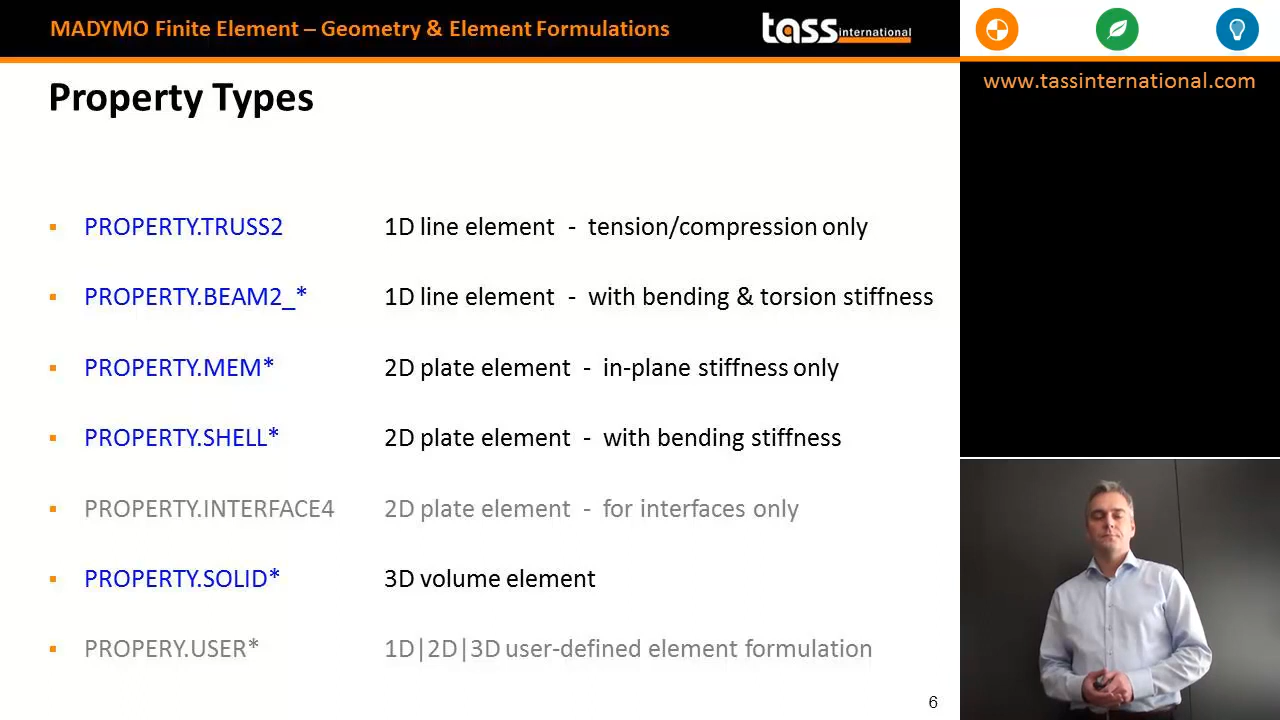 MADYMO Finite Element – Geometry & Element Formulations
tass international
www.tassinternational.com
Property Types
▪ PROPERTY.TRUSS2 1D line element - tension/compression only
▪ PROPERTY.BEAM2_* 1D line element - with bending & torsion stiffness
▪ PROPERTY.MEM* 2D plate element - in-plane stiffness only
▪ PROPERTY.SHELL* 2D plate element - with bending stiffness
▪ PROPERTY.INTERFACE4 2D plate element - for interfaces only
▪ PROPERTY.SOLID* 3D volume element
▪ PROPERY.USER* 1D|2D|3D user-defined element formulation
6